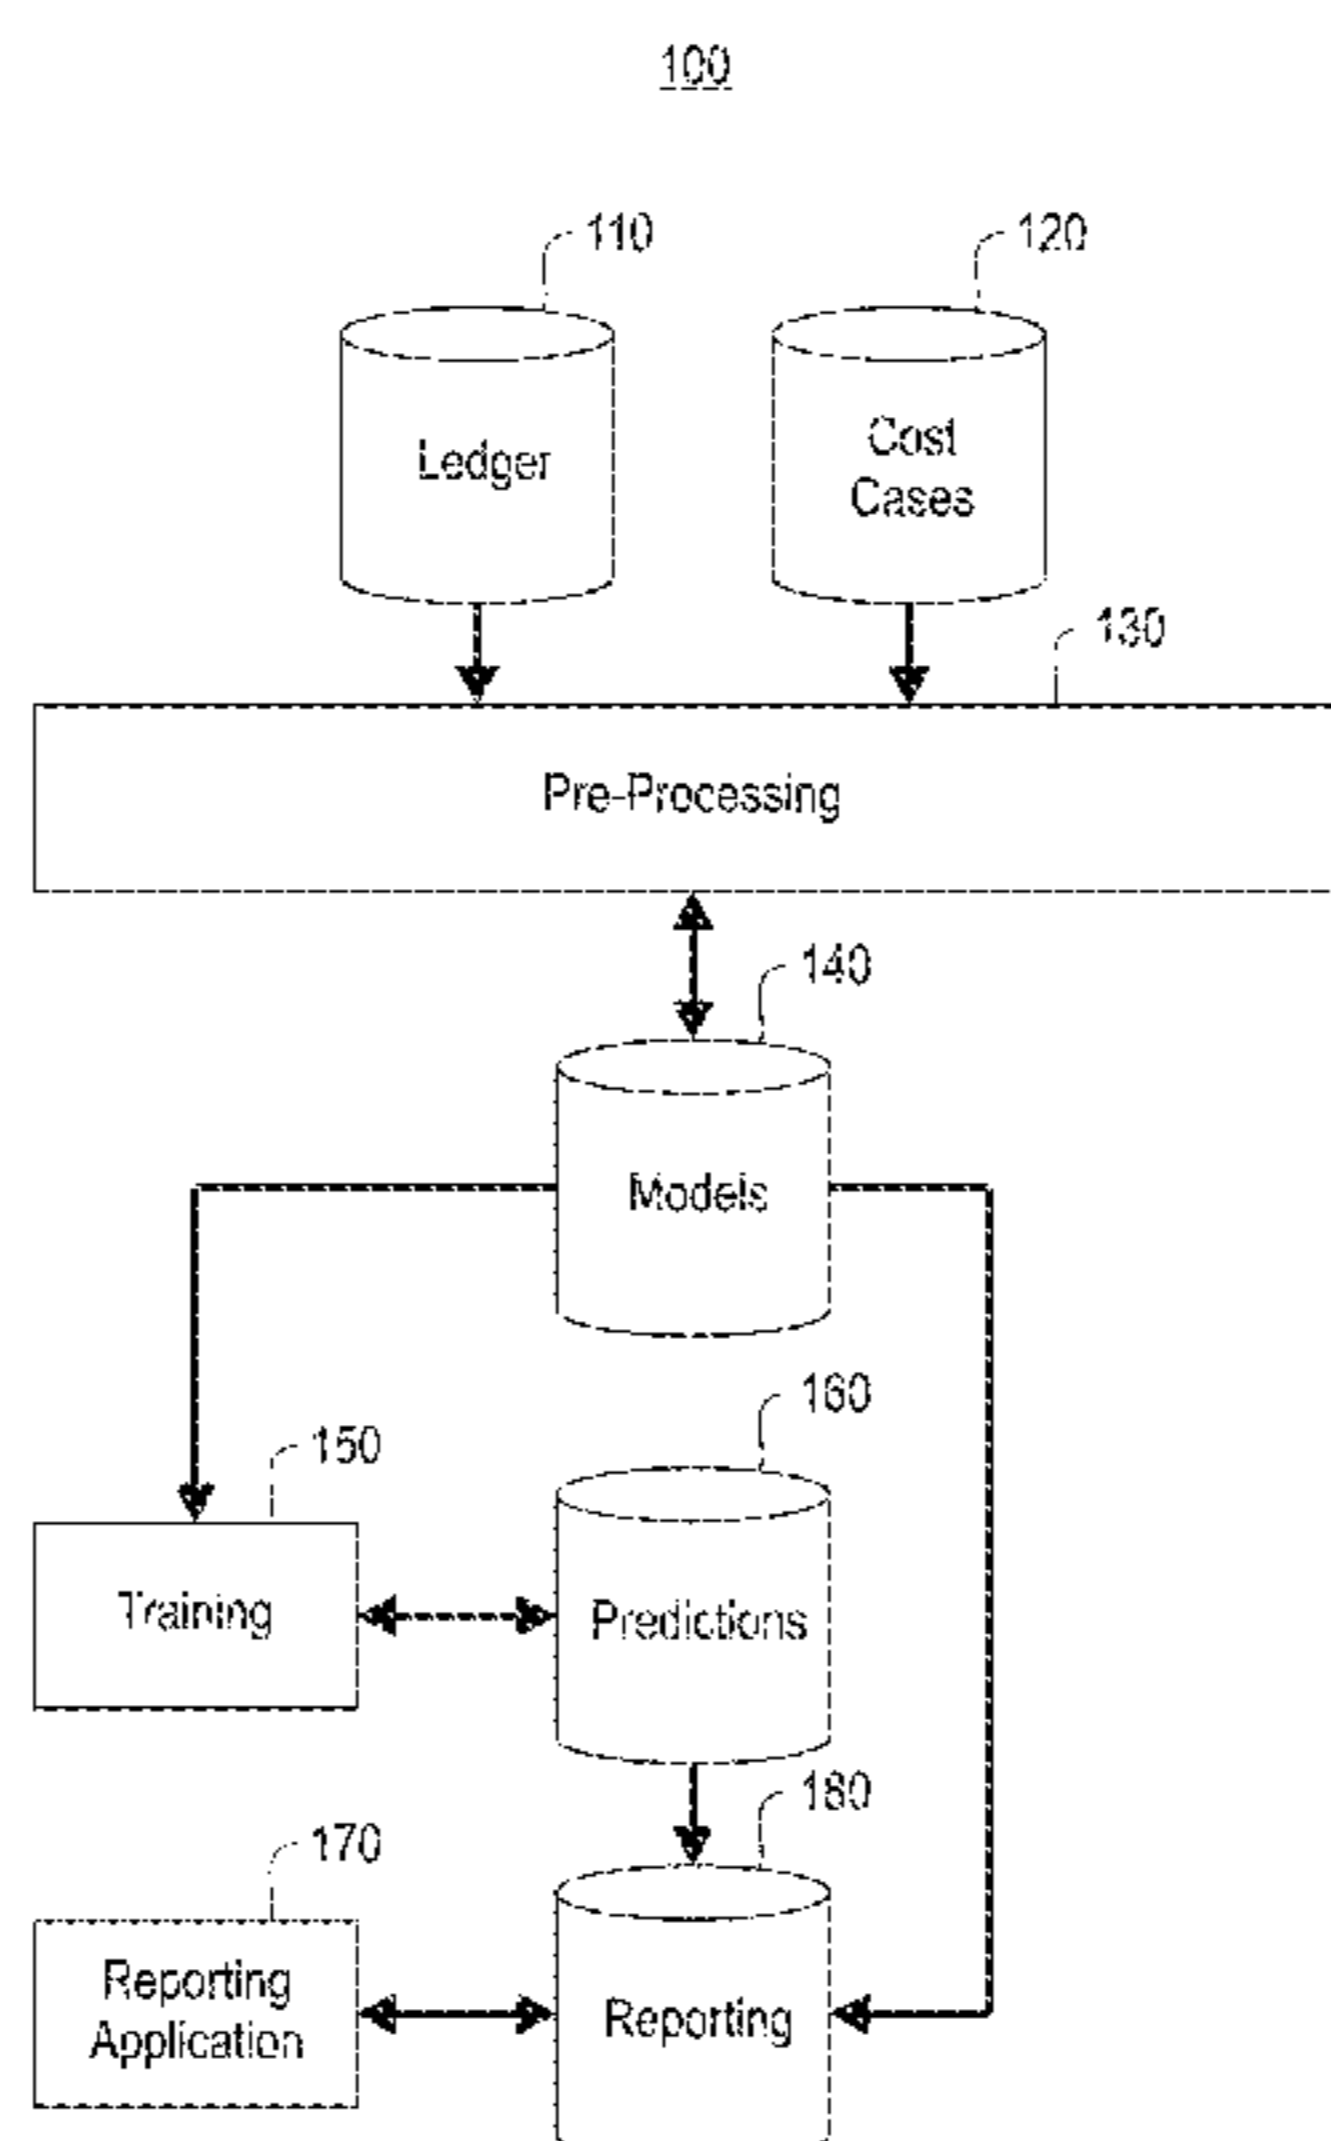 100
110
120
Ledger
Cost
Cases
130
Pre-Processing
140
Models
160
150
Training
Predictions
180
170
Reporting
Application
Reporting